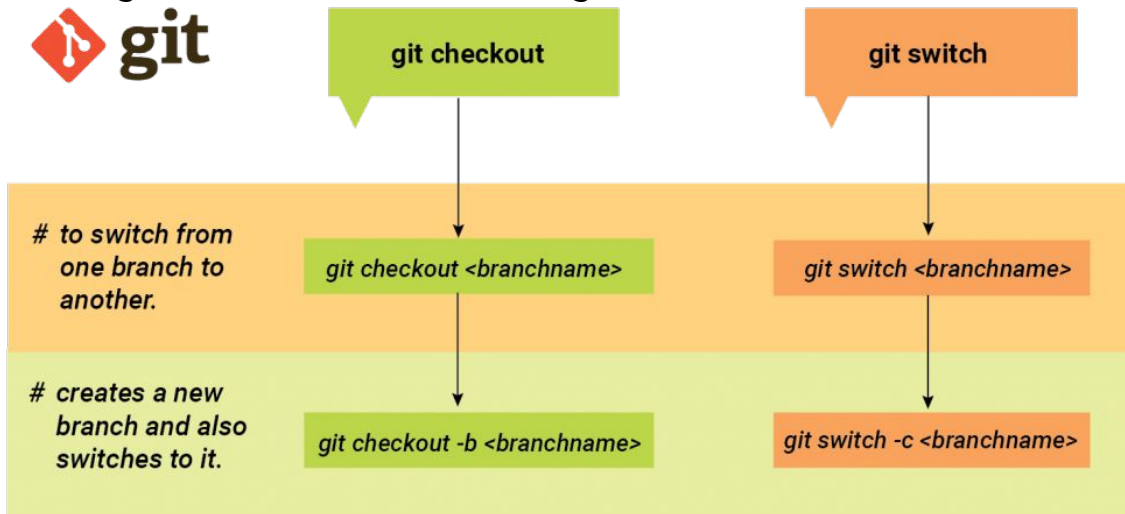 git
git checkout
git switch
# to switch from
one branch to
another.
git checkout <branchname>
git switch <branchname>
# creates a new
branch and also
switches to it.
git checkout -b <branchname>
git switch -c <branchname>